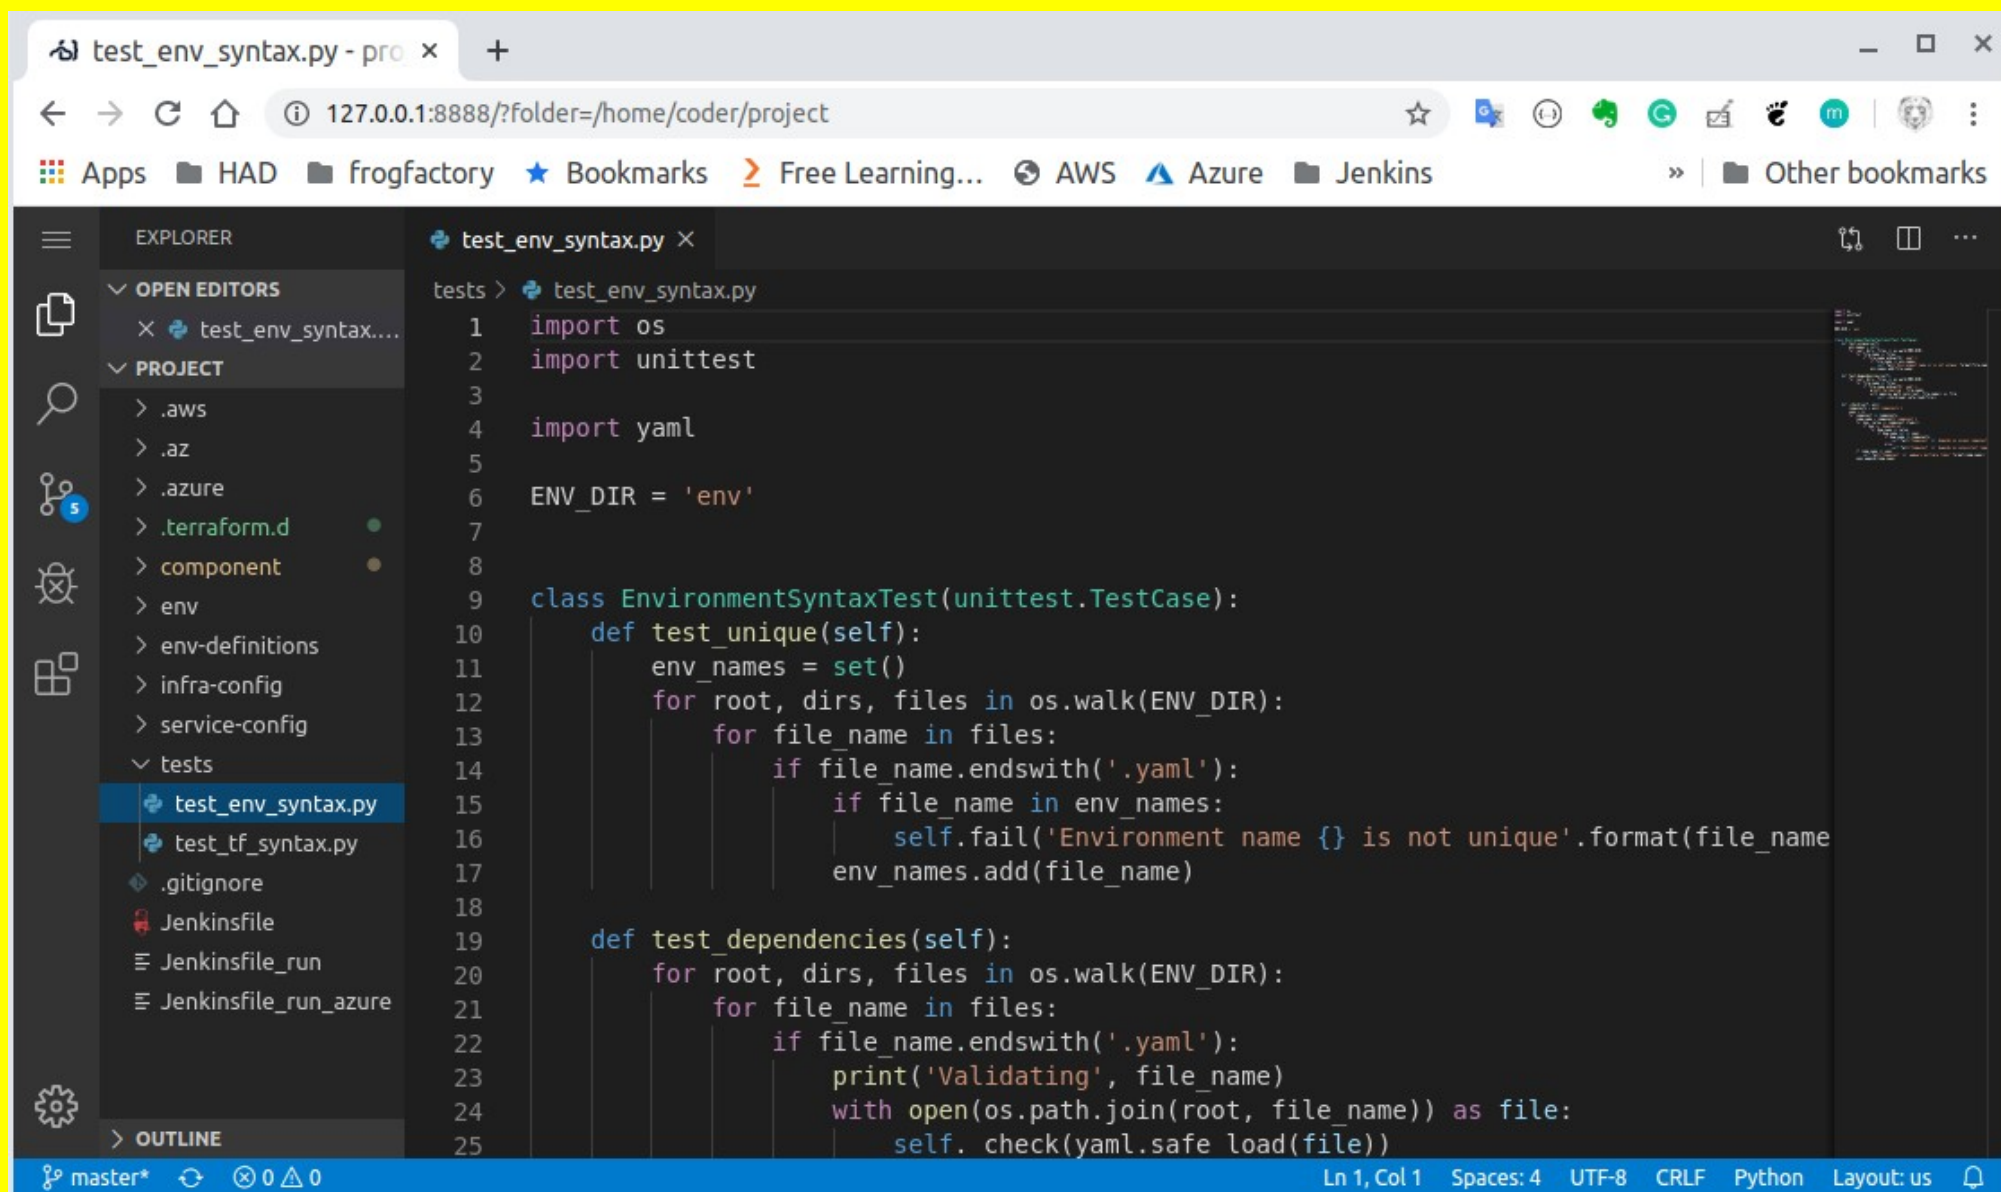 test_env_syntax.py - pro
127.0.0.1:8888/?folder=/home/coder/project
Apps HAD frogfactory Bookmarks Free Learning... AWS Azure Jenkins » Other bookmarks
EXPLORER
OPEN EDITORS
test_env_syntax....
PROJECT
.aws
.az
.azure
.terraform.d
component
env
env-definitions
infra-config
service-config
tests
test_env_syntax.py
test_tf_syntax.py
.gitignore
Jenkinsfile
Jenkinsfile_run
Jenkinsfile_run_azure
OUTLINE
5
test_env_syntax.py
tests > test_env_syntax.py
1 import os
2 import unittest
3
4 import yaml
5
6 ENV_DIR = 'env'
7
8
9 class EnvironmentSyntaxTest(unittest.TestCase):
10 def test_unique(self):
11 env_names = set()
12 for root, dirs, files in os.walk(ENV_DIR):
13 for file_name in files:
14 if file_name.endswith('.yaml'):
15 if file_name in env_names:
16 self.fail('Environment name {} is not unique'.format(file_name
17 env_names.add(file_name)
18
19 def test_dependencies(self):
20 for root, dirs, files in os.walk(ENV_DIR):
21 for file_name in files:
22 if file_name.endswith('.yaml'):
23 print('Validating', file_name)
24 with open(os.path.join(root, file_name)) as file:
25 self._check(yaml.safe_load(file))
master* 0 0 Ln 1, Col 1 Spaces: 4 UTF-8 CRLF Python Layout: us